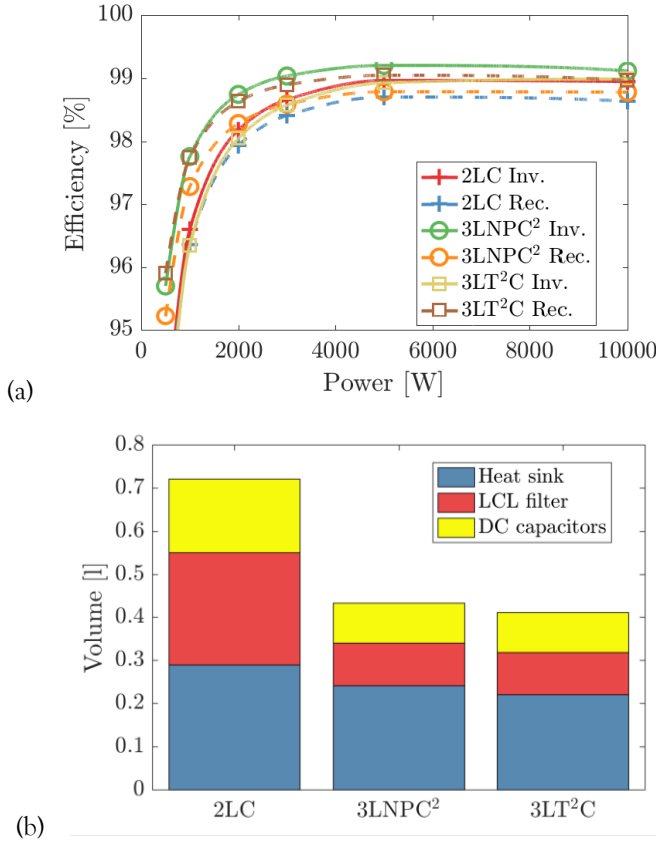 100
99
98
97
96
95
Efficiency [%]
2LC Inv.
2LC Rec.
3LNPC² Inv.
3LNPC² Rec.
3LT²C Inv.
3LT²C Rec.
0 2000 4000 6000 8000 10000
Power [W]
(a)
0.8
0.7
0.6
0.5
0.4
0.3
0.2
0.1
0
Volume [l]
Heat sink
LCL filter
DC capacitors
2LC 3LNPC² 3LT²C
(b)